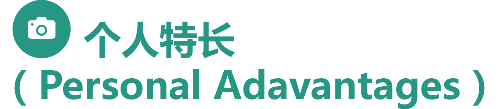 个人特长
( Personal Adavantages )